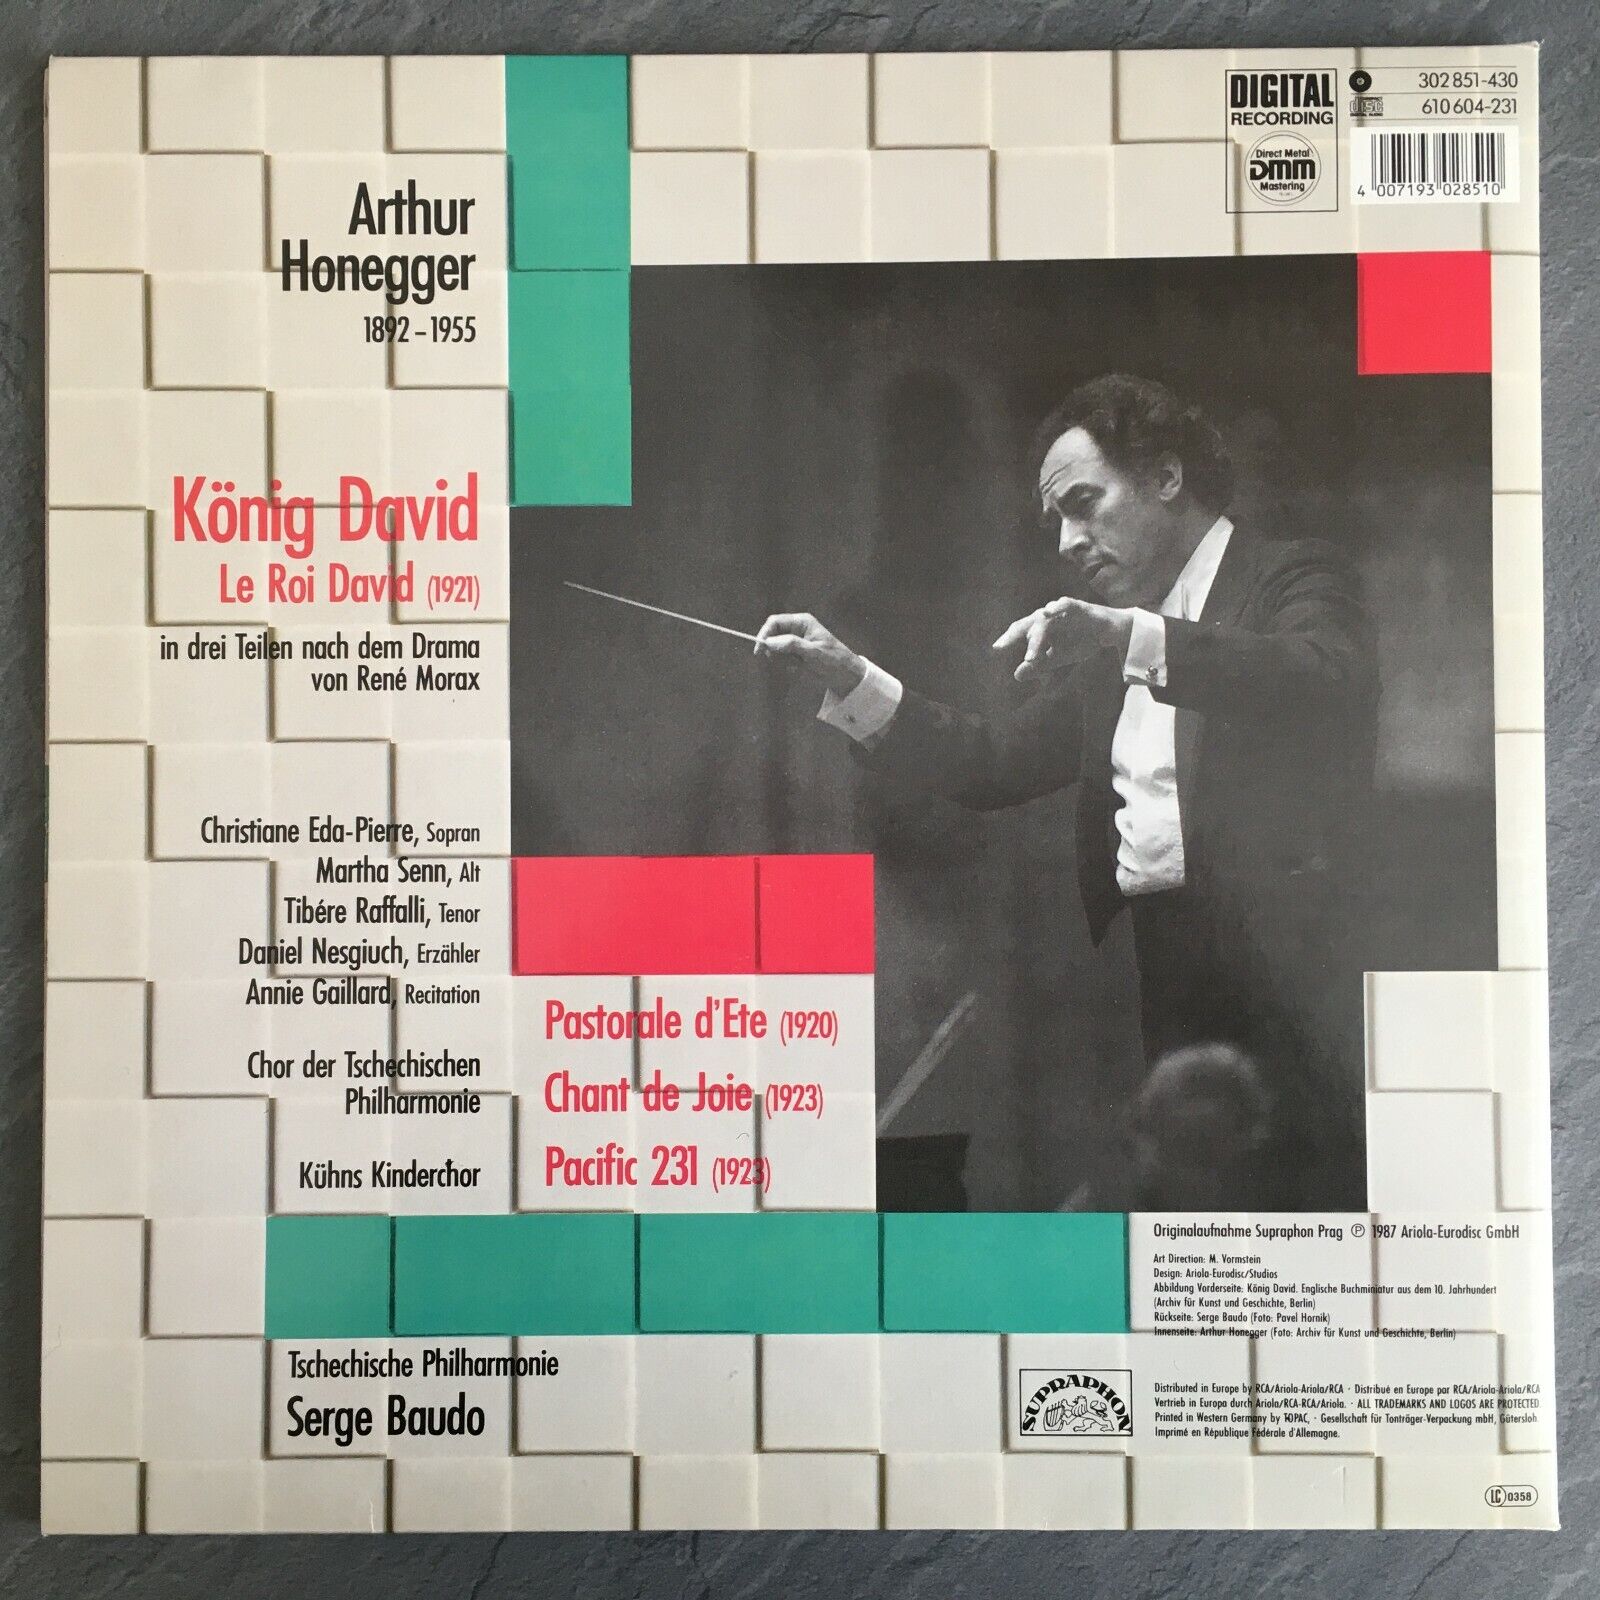 Arthur
Honegger
1892 – 1955
König David
Le Roi David (1921)
in drei Teilen nach dem Drama
von René Morax
Christiane Eda-Pierre, Sopran
Martha Senn, Alt
Tibére Raffalli, Tenor
Daniel Nesgiuch, Erzähler
Annie Gaillard, Recitation
Chor der Tschechischen
Philharmonie
Kühns Kinderchor
Tschechische Philharmonie
Serge Baudo
Pastorale d'Ete (1920)
Chant de Joie (1923)
Pacific 231 (1923)
DIGITAL
RECORDING
Direct Metal
DMM
Mastering
302 851-430
COMPACT
disc
DIGITAL AUDIO
610 604-231
4 007193 028510
Originalaufnahme Supraphon Prag ℗ 1987 Ariola-Eurodisc GmbH
Art Direction: M. Vormstein
Design: Ariola-Eurodisc/Studios
Abbildung Vorderseite: König David. Englische Buchminiatur aus dem 10. Jahrhundert
(Archiv für Kunst und Geschichte, Berlin)
Rückseite: Serge Baudo (Foto: Pavel Hornik)
Innenseite: Arthur Honegger (Foto: Archiv für Kunst und Geschichte, Berlin)
SUPRAPHON
Distributed in Europe by RCA/Ariola-Ariola/RCA · Distribué en Europe par RCA/Ariola-Ariola/RCA
Vertrieb in Europa durch Ariola/RCA-RCA/Ariola. · ALL TRADEMARKS AND LOGOS ARE PROTECTED.
Printed in Western Germany by TOPAC, · Gesellschaft für Tonträger-Verpackung mbH, Gütersloh.
Imprimé en République Fédérale d'Allemagne.
LC 0358